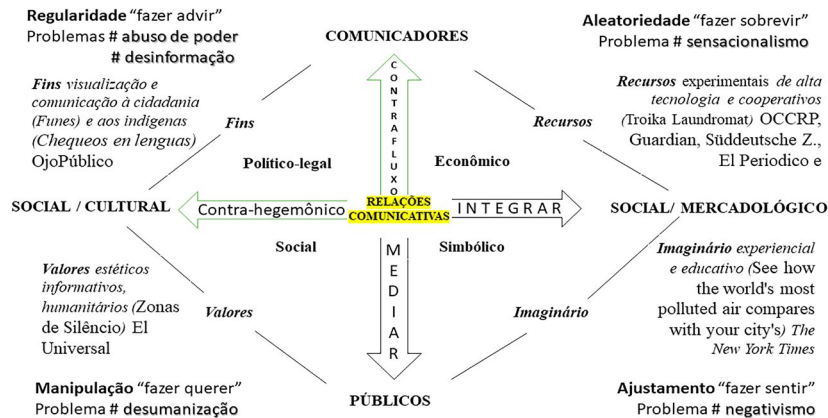 Regularidade “fazer advir”
Problemas # abuso de poder
# desinformação
COMUNICADORES
Aleatoriedade “fazer sobrevir”
Problema # sensacionalismo
Fins visualização e
comunicação à cidadania
(Funes) e aos indigenas
(Chequeos en lenguas)
OjoPúblico
Fins
CONTRAFLUXO
Recursos
Recursos experimentais de alta
tecnologia e cooperativos
(Troika Laundromat) OCCRP,
Guardian, Süddeutsche Z.,
El Periodico e
Político-legal
Econômico
SOCIAL / CULTURAL
Contra-hegemônico
RELAÇÕES
COMUNICATIVAS
INTEGRAR
SOCIAL/ MERCADOLÓGICO
Social
Simbólico
MEDIAR
Valores estéticos
informativos,
humanitários (Zonas
de Silêncio) El
Universal
Valores
Imaginário
Imaginário experiencial
e educativo (See how
the world's most
polluted air compares
with your city's) The
New York Times
Manipulação “fazer querer”
Problema # desumanização
PÚBLICOS
Ajustamento “fazer sentir”
Problema # negativismo